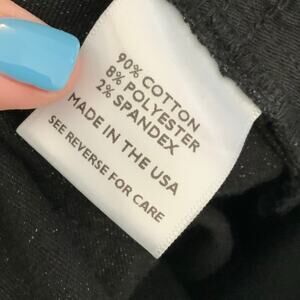 90% COTTON
8% POLYESTER
2% SPANDEX
MADE IN THE USA
SEE REVERSE FOR CARE